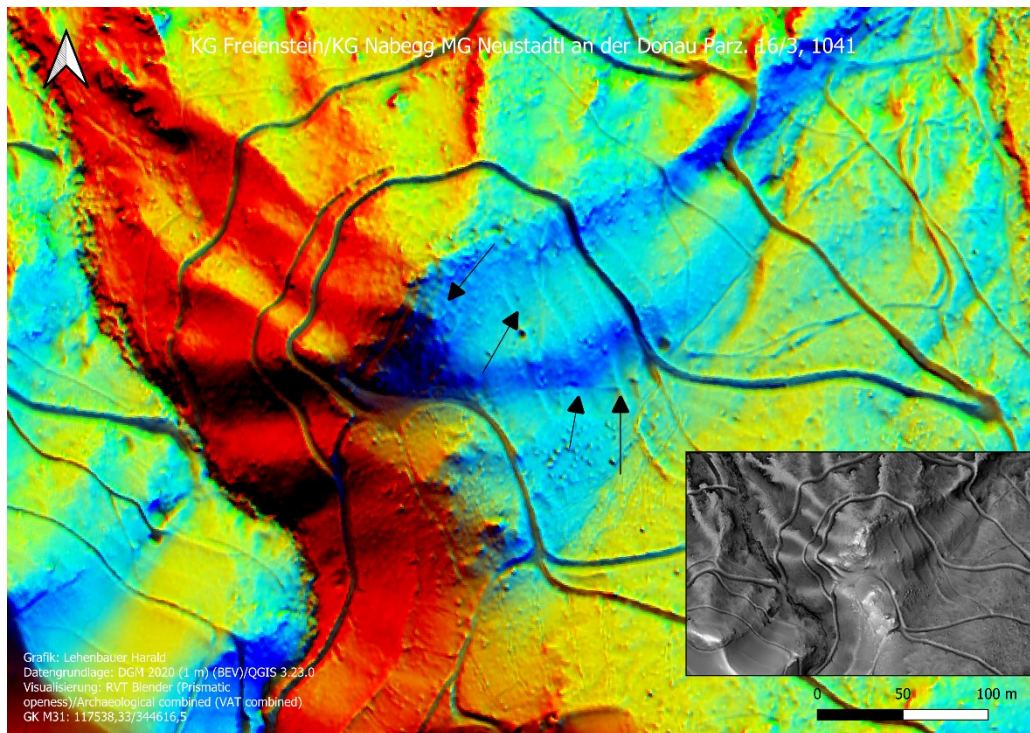 KG Freienstein/KG Nabegg MG Neustadtl an der Donau Parz. 16/3, 1041
Grafik: Lehenbauer Harald
Datengrundlage: DGM 2020 (1 m) (BEV)/QGIS 3.23.0
Visualisierung: RVT Blender (Prismatic
openess)/Archaeological combined (VAT combined)
GK M31: 117538,33/344616,5
0 50 100 m